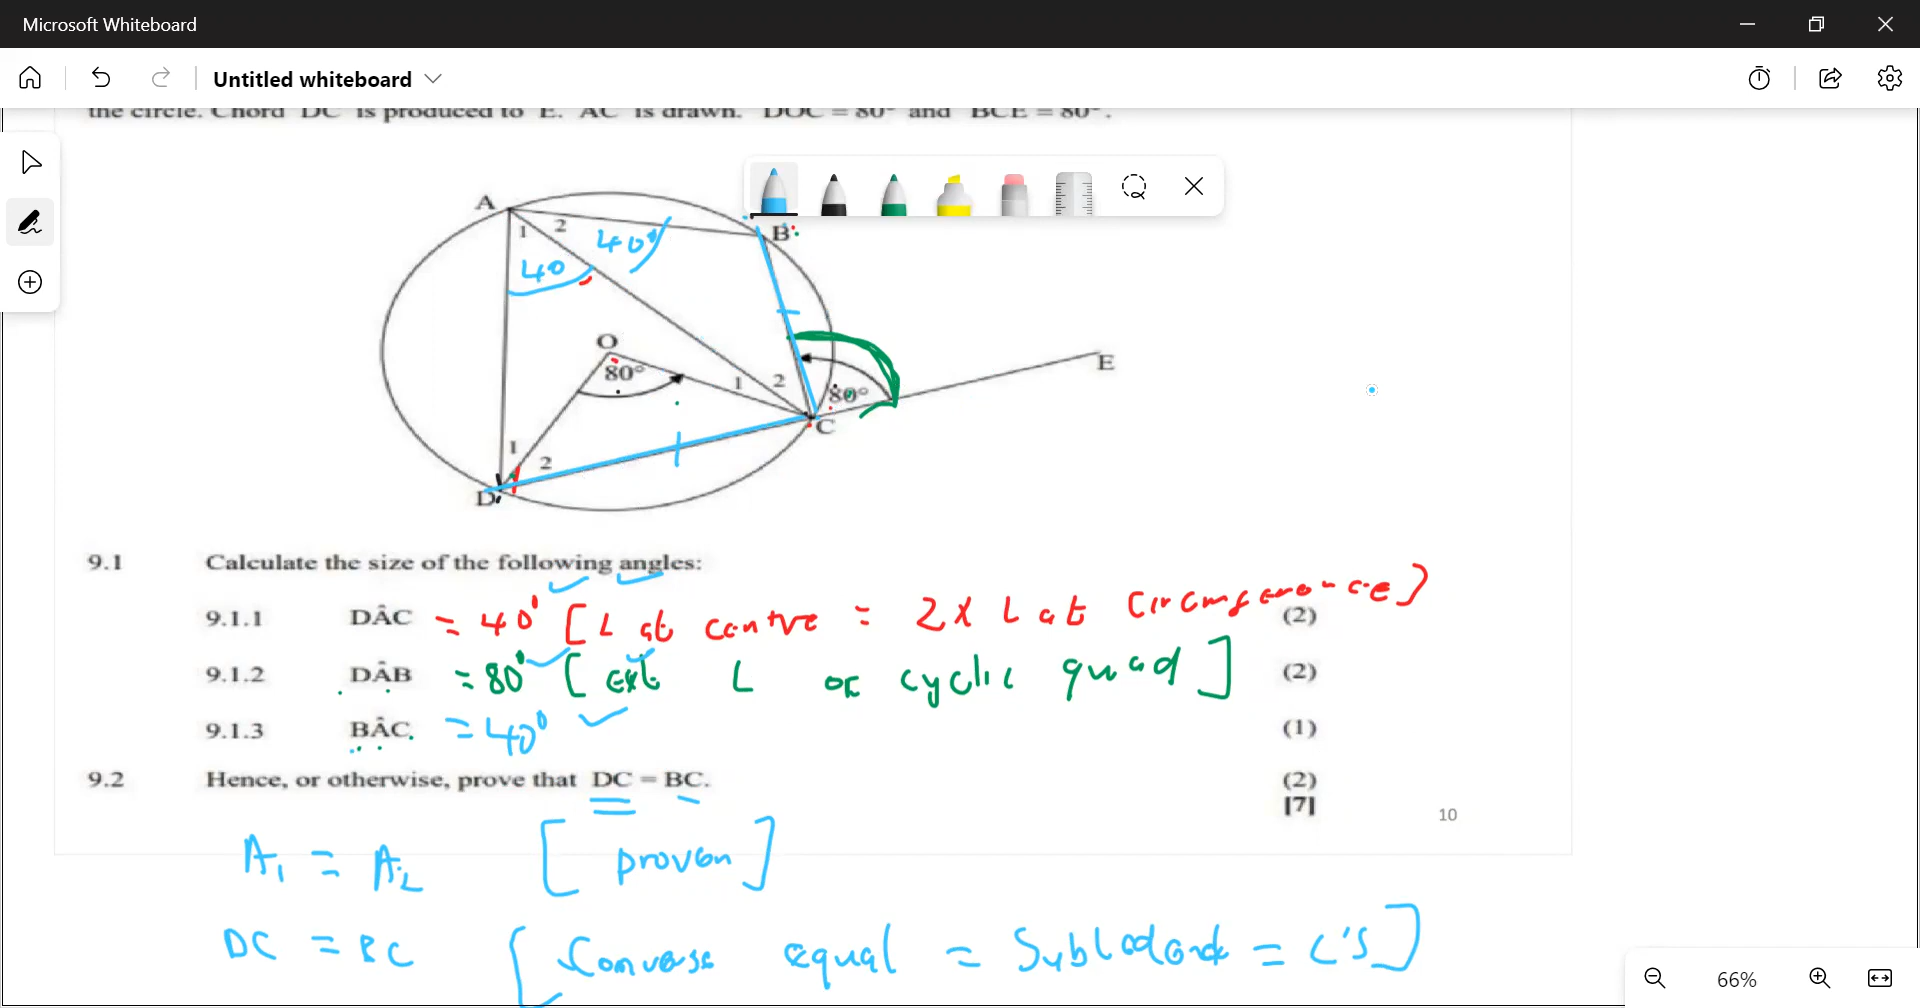 Microsoft Whiteboard
Untitled whiteboard
the circle. Chord DC is produced to E. AC is drawn. DOC = 80° and BCE = 80°.
A
1
2
40°
40
B
O
80°
1
2
80°
C
E
1
2
D
9.1 Calculate the size of the following angles:
9.1.1 DÂC = 40° [L at centre = 2x L at circumference] (2)
9.1.2 DÂB = 80° [ext L of cyclic quad] (2)
9.1.3 BÂC = 40° (1)
9.2 Hence, or otherwise, prove that DC = BC. (2)
[7]
10
A1 = A2 [proven]
DC = BC [Converse equal = = L'S]
66%